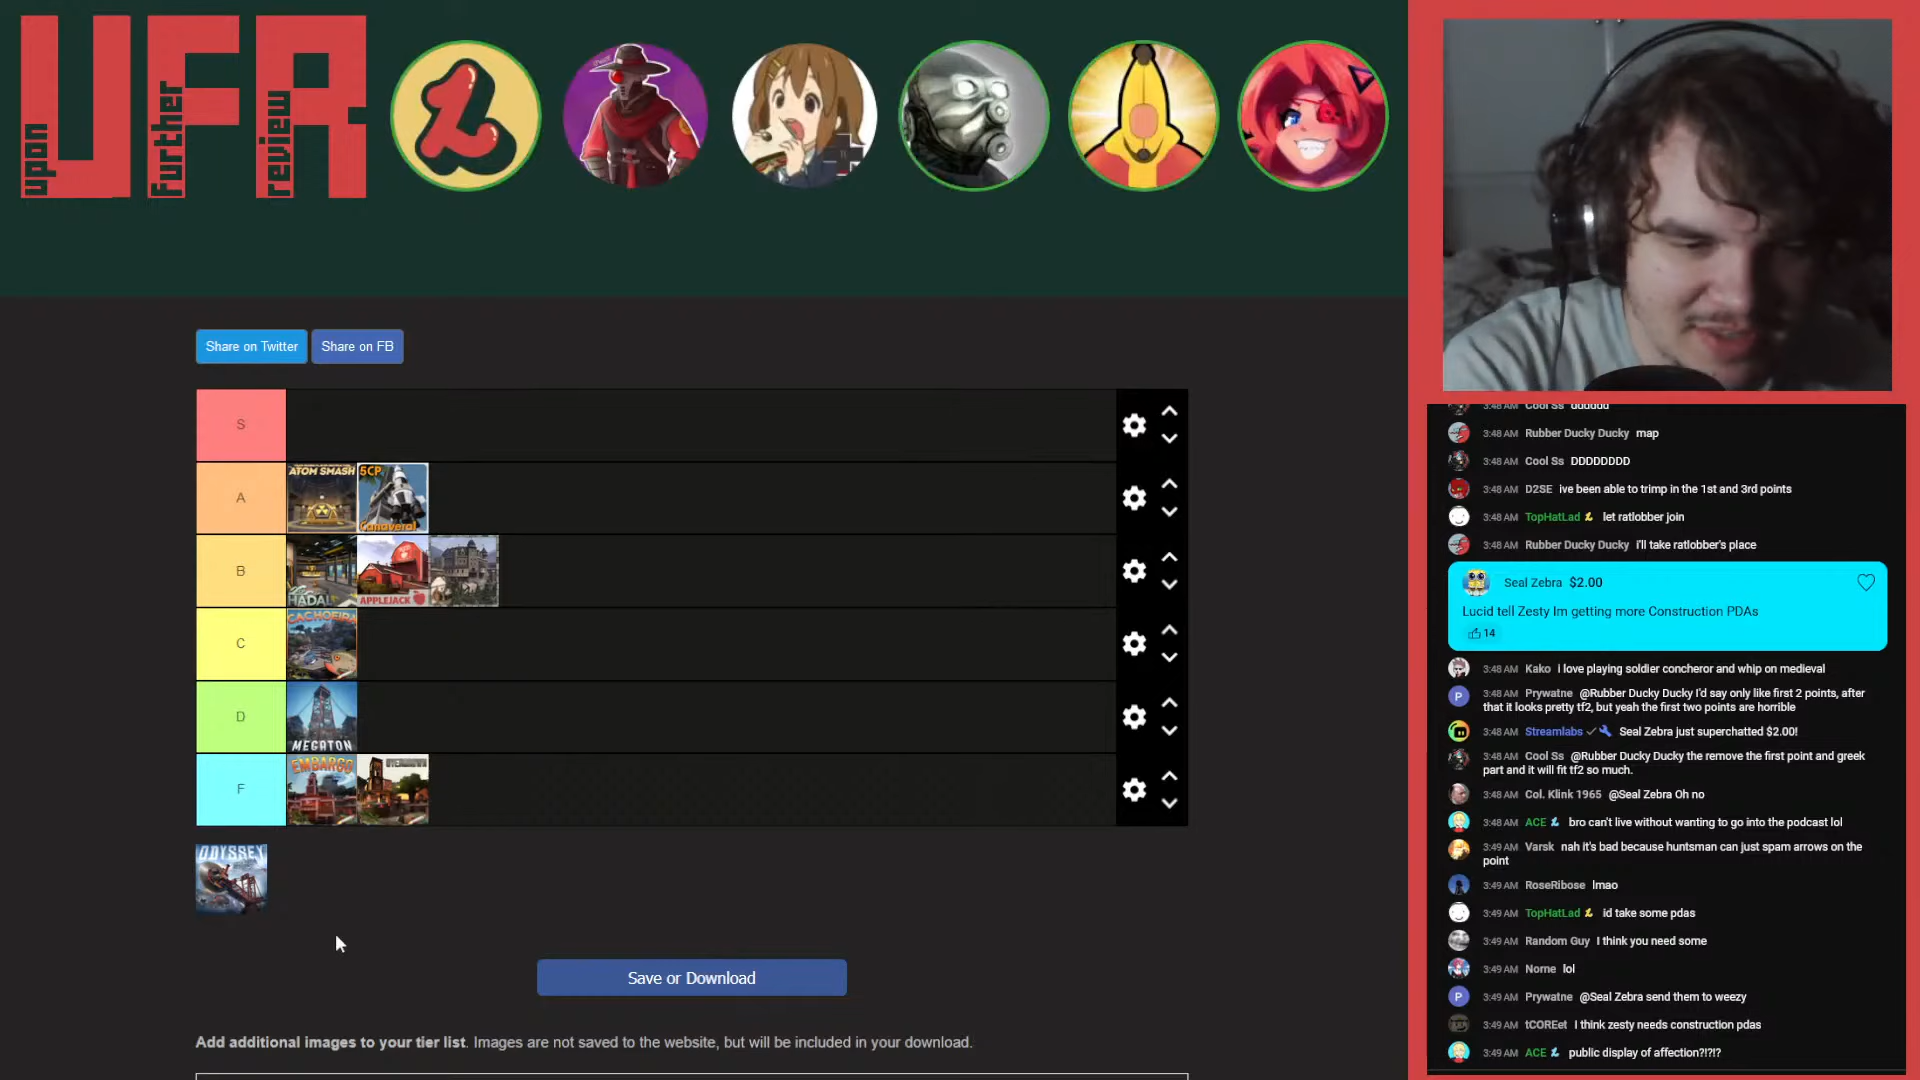 upon
further
review
UFR
Share on Twitter
Share on FB
S
A
ATOM SMASH
5CP
Canaveral
B
HADAL
APPLEJACK
C
CACHOEIRA
D
MEGATON
F
EMBARGO
ODYSSEY
Save or Download
Add additional images to your tier list. Images are not saved to the website, but will be included in your download.
3:48 AM Cool Ss dddddd
3:48 AM Rubber Ducky Ducky map
3:48 AM Cool Ss DDDDDDDD
3:48 AM D2SE ive been able to trimp in the 1st and 3rd points
3:48 AM TopHatLad let ratlobber join
3:48 AM Rubber Ducky Ducky i'll take ratlobber's place
Seal Zebra $2.00
Lucid tell Zesty Im getting more Construction PDAs
14
3:48 AM Kako i love playing soldier concheror and whip on medieval
3:48 AM Prywatne @Rubber Ducky Ducky I'd say only like first 2 points, after
that it looks pretty tf2, but yeah the first two points are horrible
3:48 AM Streamlabs Seal Zebra just superchatted $2.00!
3:48 AM Cool Ss @Rubber Ducky Ducky the remove the first point and greek
part and it will fit tf2 so much.
3:48 AM Col. Klink 1965 @Seal Zebra Oh no
3:48 AM ACE bro can't live without wanting to go into the podcast lol
3:49 AM Varsk nah it's bad because huntsman can just spam arrows on the
point
3:49 AM RoseRibose lmao
3:49 AM TopHatLad id take some pdas
3:49 AM Random Guy I think you need some
3:49 AM Norne lol
P 3:49 AM Prywatne @Seal Zebra send them to weezy
3:49 AM tCOREet I think zesty needs construction pdas
3:49 AM ACE public display of affection?!?!?